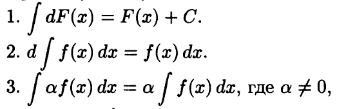 1. ∫ dF(x) = F(x) + C.
2. d ∫ f(x) dx = f(x) dx.
3. ∫ αf(x) dx = α ∫ f(x) dx, где α ≠ 0,